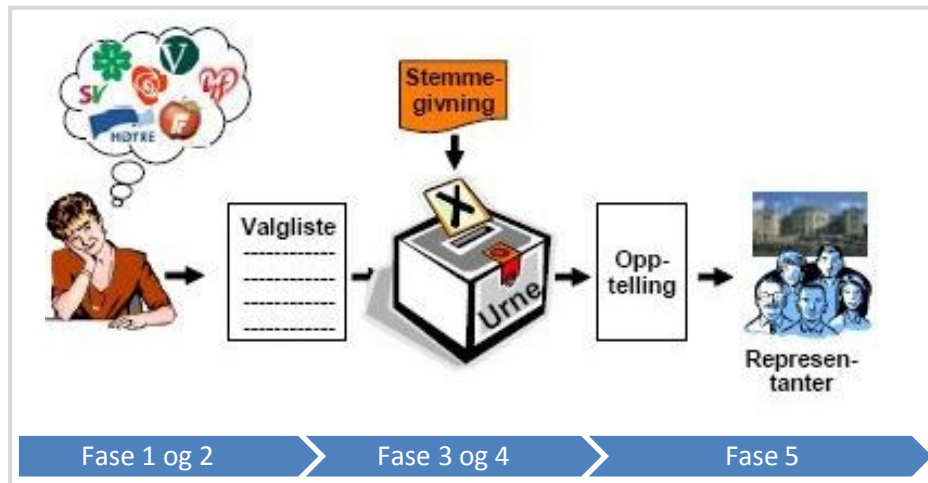 SV
V
HØYRE
F
Stemme-
givning
X
Valgliste
Urne
Opp-
telling
Represen-
tanter
Fase 1 og 2
Fase 3 og 4
Fase 5